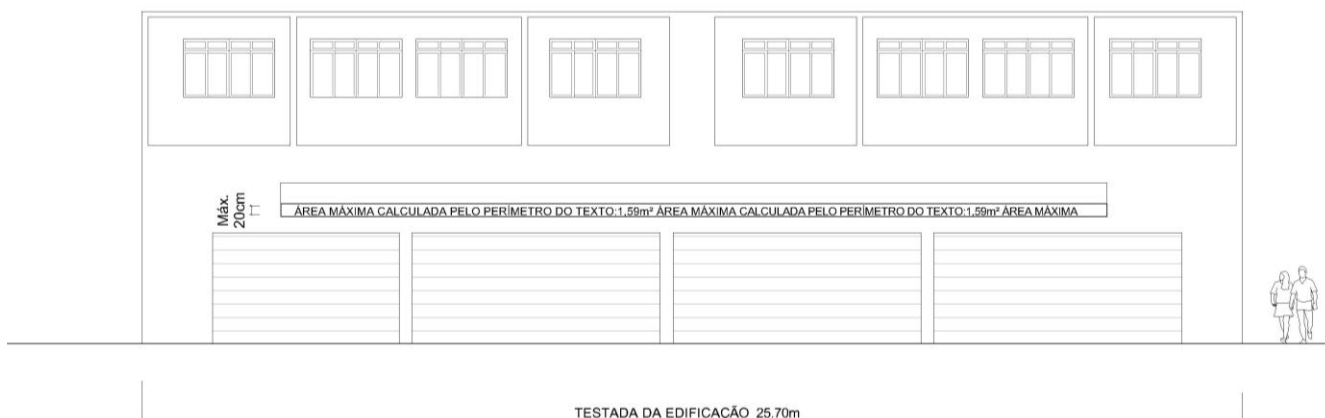 Máx.
20cm
ÁREA MÁXIMA CALCULADA PELO PERÍMETRO DO TEXTO:1,59m² ÁREA MÁXIMA CALCULADA PELO PERÍMETRO DO TEXTO:1,59m² ÁREA MÁXIMA
TESTADA DA EDIFICAÇÃO 25.70m